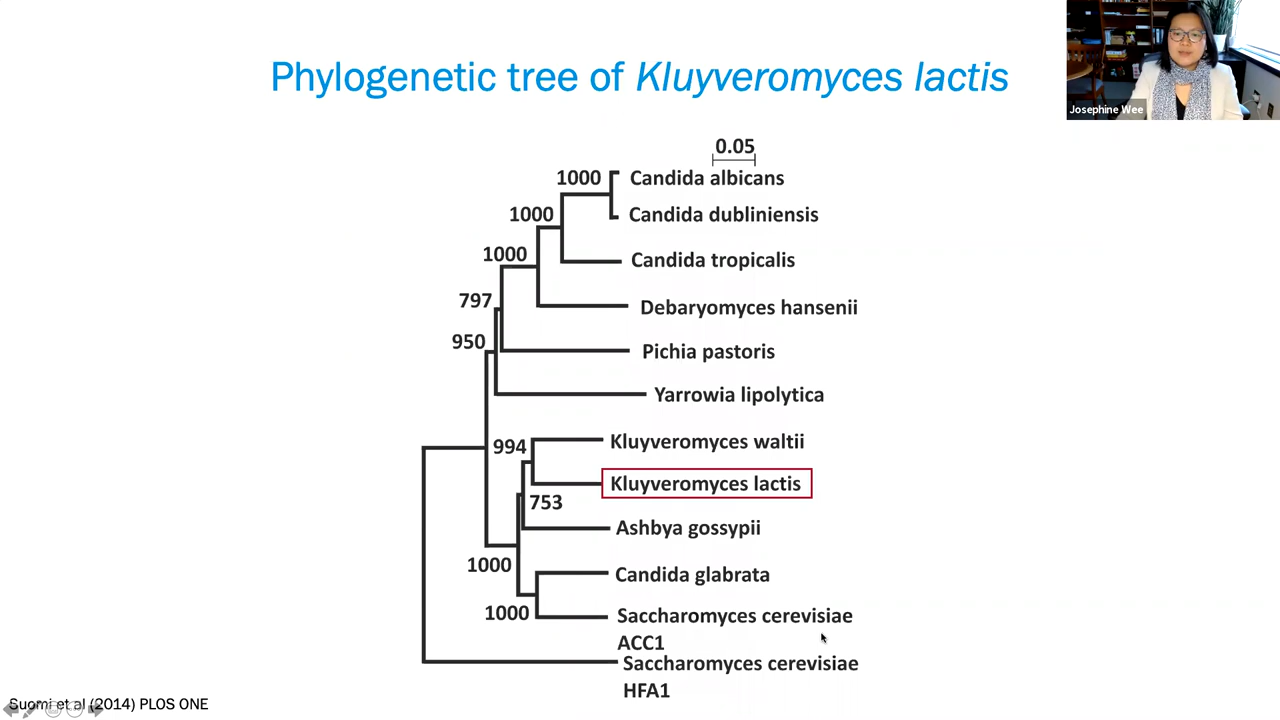 Phylogenetic tree of Kluyveromyces lactis
Josephine Wee
0.05
1000
Candida albicans
1000
Candida dubliniensis
1000
Candida tropicalis
797
Debaryomyces hansenii
950
Pichia pastoris
Yarrowia lipolytica
994
Kluyveromyces waltii
Kluyveromyces lactis
753
Ashbya gossypii
1000
Candida glabrata
1000
Saccharomyces cerevisiae
ACC1
Saccharomyces cerevisiae
HFA1
Suomi et al (2014) PLOS ONE